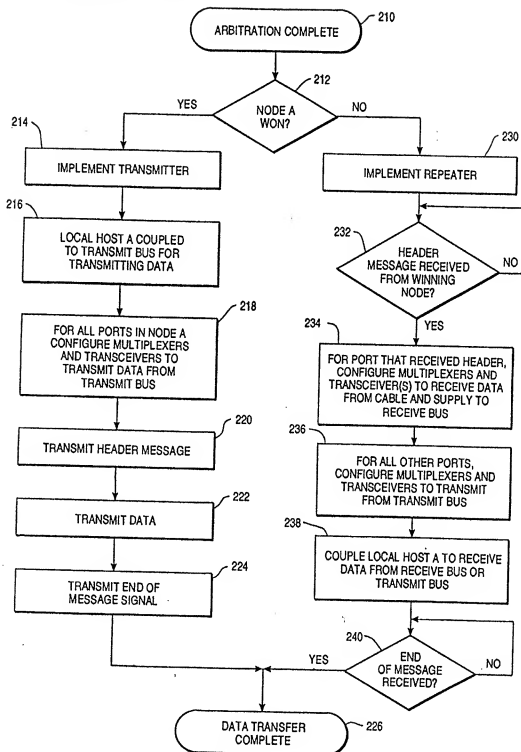 210
ARBITRATION COMPLETE
212
YES
NODE A
WON?
NO
214
230
IMPLEMENT TRANSMITTER
IMPLEMENT REPEATER
216
232
LOCAL HOST A COUPLED
TO TRANSMIT BUS FOR
TRANSMITTING DATA
HEADER
MESSAGE RECEIVED
FROM WINNING
NODE?
NO
218
234
YES
FOR ALL PORTS IN NODE A
CONFIGURE MULTIPLEXERS
AND TRANSCEIVERS TO
TRANSMIT DATA FROM
TRANSMIT BUS
FOR PORT THAT RECEIVED HEADER,
CONFIGURE MULTIPLEXERS AND
TRANSCEIVER(S) TO RECEIVE DATA
FROM CABLE AND SUPPLY TO
RECEIVE BUS
220
236
TRANSMIT HEADER MESSAGE
FOR ALL OTHER PORTS,
CONFIGURE MULTIPLEXERS AND
TRANSCEIVERS TO TRANSMIT
FROM TRANSMIT BUS
222
238
TRANSMIT DATA
COUPLE LOCAL HOST A TO RECEIVE
DATA FROM RECEIVE BUS OR
TRANSMIT BUS
224
TRANSMIT END OF
MESSAGE SIGNAL
240
YES
END
OF MESSAGE
RECEIVED?
NO
DATA TRANSFER
COMPLETE
226